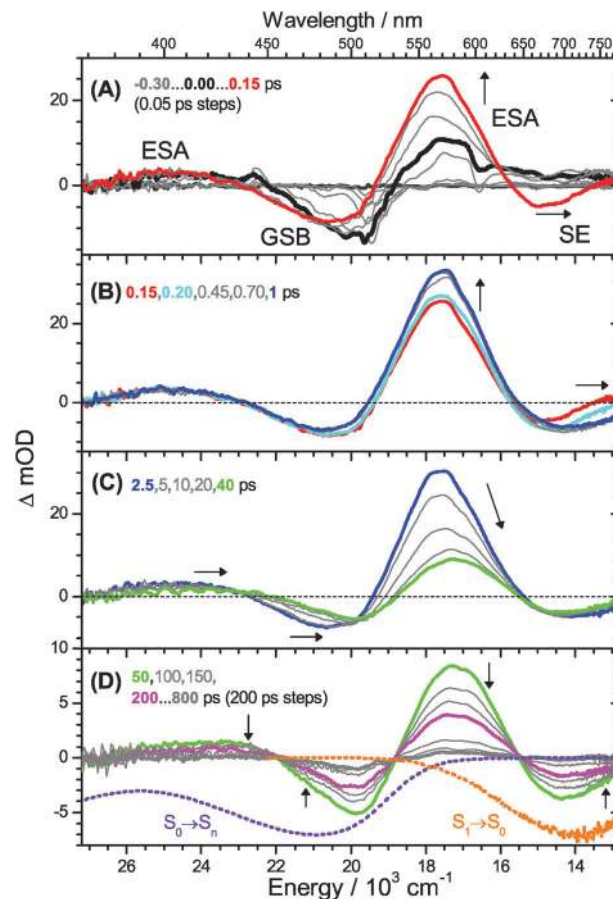 Wavelength / nm
400 450 500 550 600 650 700 750
(A) -0.30...0.00...0.15 ps
(0.05 ps steps)
ESA
ESA
GSB
SE
20
0
(B) 0.15,0.20,0.45,0.70,1 ps
20
0
(C) 2.5,5,10,20,40 ps
20
0
10
(D) 50,100,150,
200...800 ps (200 ps steps)
5
0
-5
S₀→Sₙ
S₁→S₀
Δ mOD
26 24 22 20 18 16 14
Energy / 10³ cm⁻¹